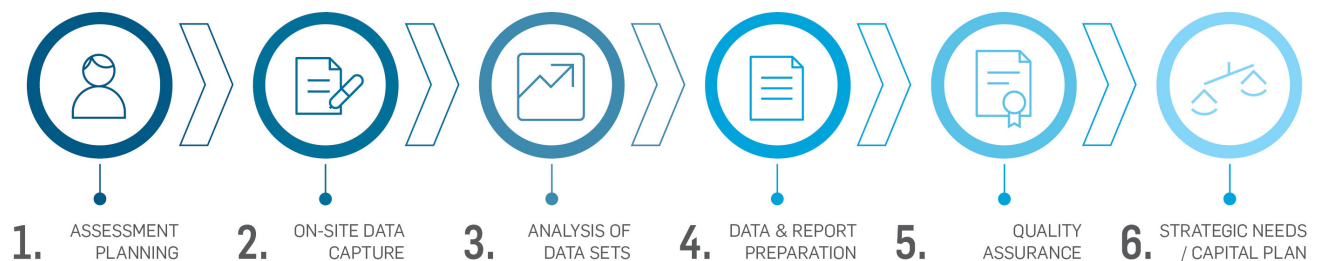 1. ASSESSMENT
PLANNING
2. ON-SITE DATA
CAPTURE
3. ANALYSIS OF
DATA SETS
4. DATA & REPORT
PREPARATION
5. QUALITY
ASSURANCE
6. STRATEGIC NEEDS
/ CAPITAL PLAN